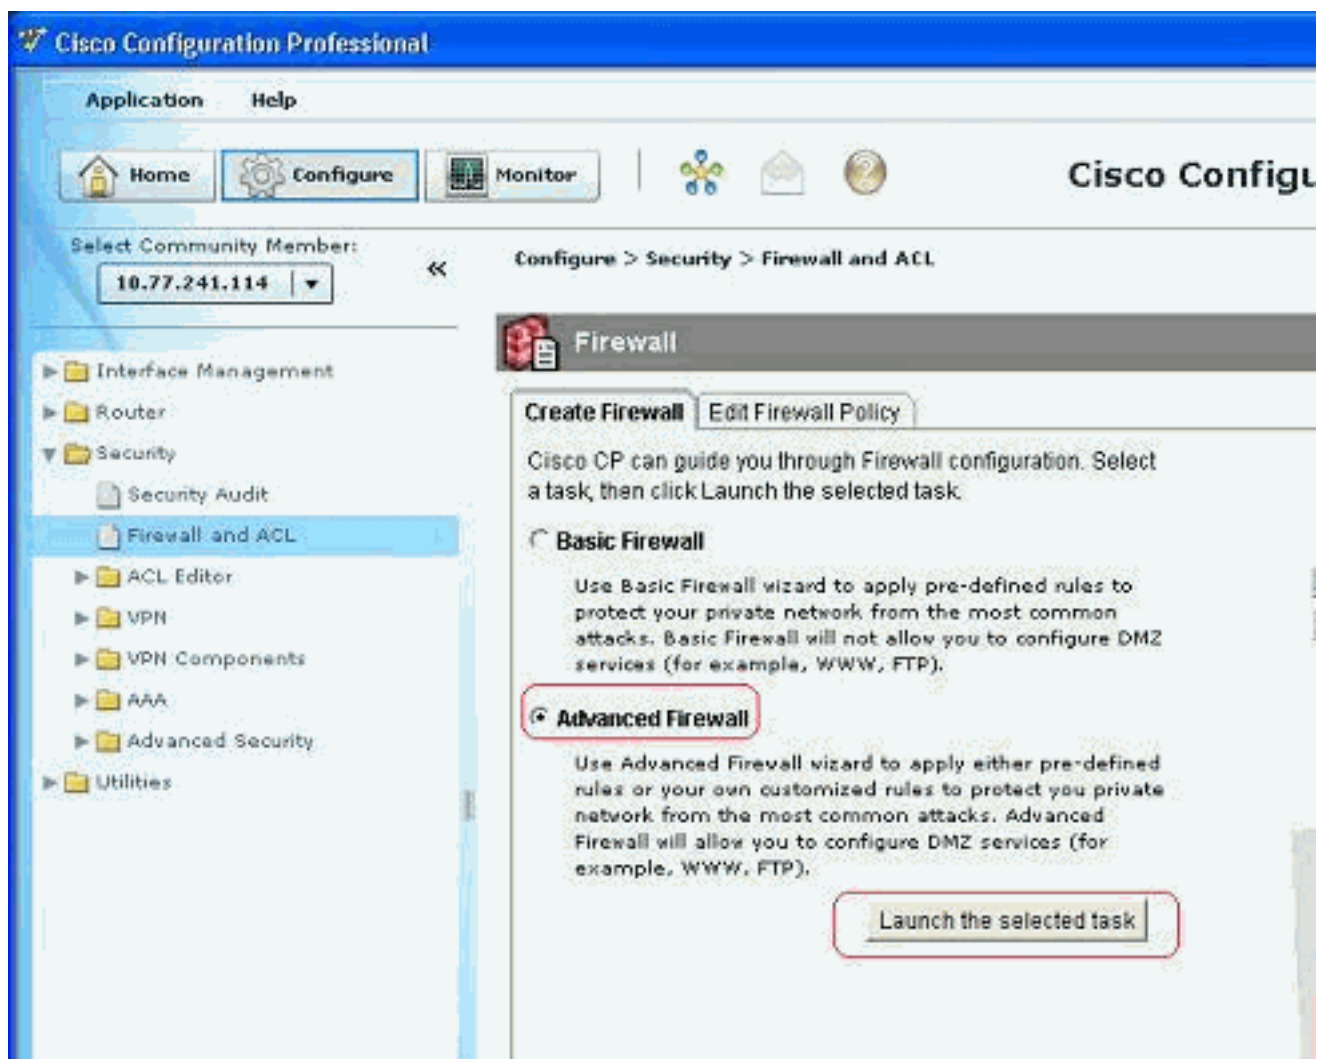 Cisco Configuration Professional
Application Help
Home Configure Monitor
Cisco Configu
Select Community Member:
10.77.241.114
Interface Management
Router
Security
Security Audit
Firewall and ACL
ACL Editor
VPN
VPN Components
AAA
Advanced Security
Utilities
Configure > Security > Firewall and ACL
Firewall
Create Firewall Edit Firewall Policy
Cisco CP can guide you through Firewall configuration. Select
a task, then click Launch the selected task.
Basic Firewall
Use Basic Firewall wizard to apply pre-defined rules to
protect your private network from the most common
attacks. Basic Firewall will not allow you to configure DMZ
services (for example, WWW, FTP).
Advanced Firewall
Use Advanced Firewall wizard to apply either pre-defined
rules or your own customized rules to protect you private
network from the most common attacks. Advanced
Firewall will allow you to configure DMZ services (for
example, WWW, FTP).
Launch the selected task